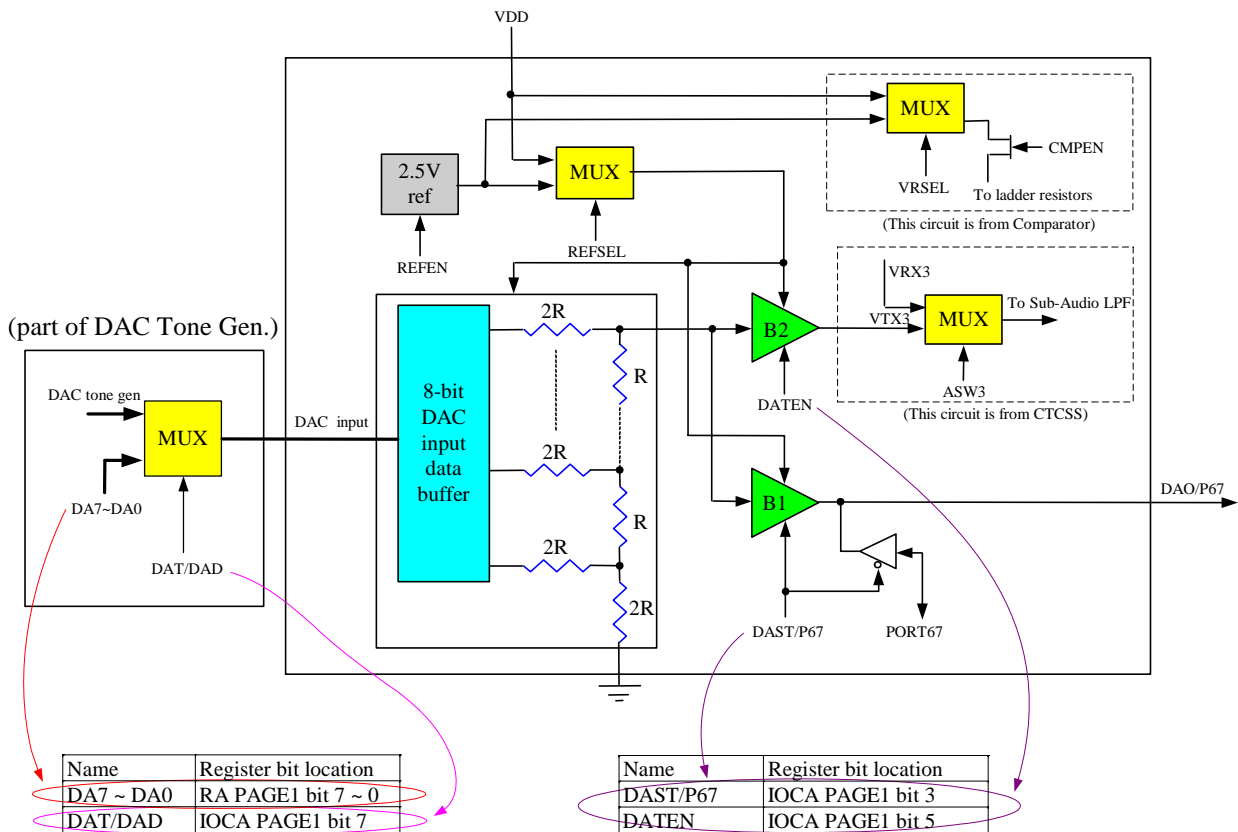 VDD
MUX
CMPEN
VRSEL
To ladder resistors
(This circuit is from Comparator)
2.5V
ref
MUX
REFEN
REFSEL
VRX3
To Sub-Audio LPF
VTX3
MUX
ASW3
(This circuit is from CTCSS)
(part of DAC Tone Gen.)
DAC tone gen
MUX
DA7~DA0
DAT/DAD
DAC input
8-bit
DAC
input
data
buffer
2R
R
2R
R
2R
2R
B2
DATEN
B1
DAO/P67
DAST/P67
PORT67
Name Register bit location
DA7 ~ DA0 RA PAGE1 bit 7 ~ 0
DAT/DAD IOCA PAGE1 bit 7
Name Register bit location
DAST/P67 IOCA PAGE1 bit 3
DATEN IOCA PAGE1 bit 5